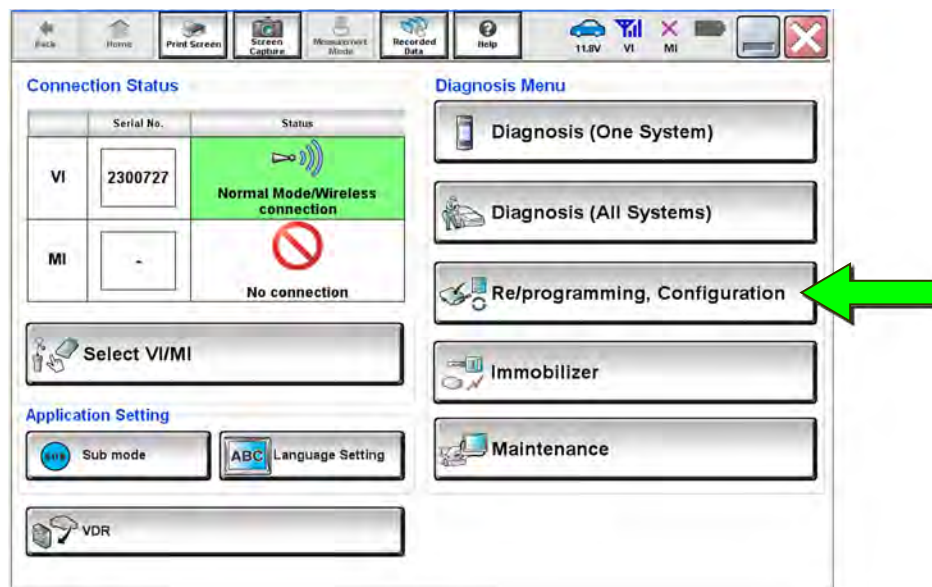 Back
Home
Print Screen
Screen
Capture
Measurement
Mode
Recorded
Data
Help
11.8V
VI
MI
Connection Status
Serial No.
Status
VI
2300727
Normal Mode/Wireless
connection
MI
-
No connection
Select VI/MI
Application Setting
Sub mode
ABC
Language Setting
VDR
Diagnosis Menu
Diagnosis (One System)
Diagnosis (All Systems)
Re/programming, Configuration
Immobilizer
Maintenance